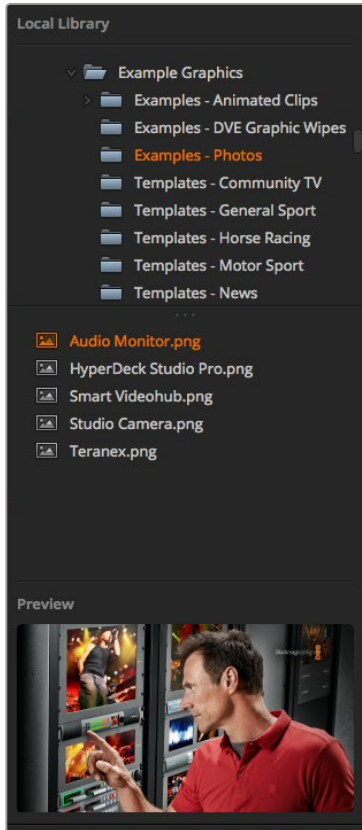 Local Library
Example Graphics
Examples - Animated Clips
Examples - DVE Graphic Wipes
Examples - Photos
Templates - Community TV
Templates - General Sport
Templates - Horse Racing
Templates - Motor Sport
Templates - News
Audio Monitor.png
HyperDeck Studio Pro.png
Smart Videohub.png
Studio Camera.png
Teranex.png
Preview